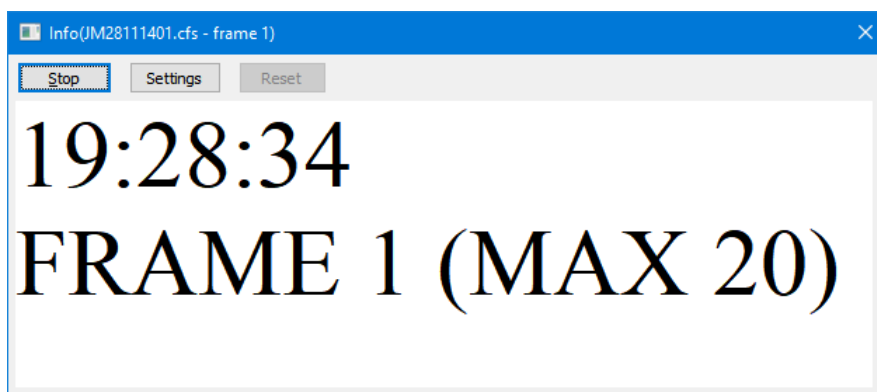 Info(JM28111401.cfs - frame 1)
Stop Settings Reset
19:28:34
FRAME 1 (MAX 20)